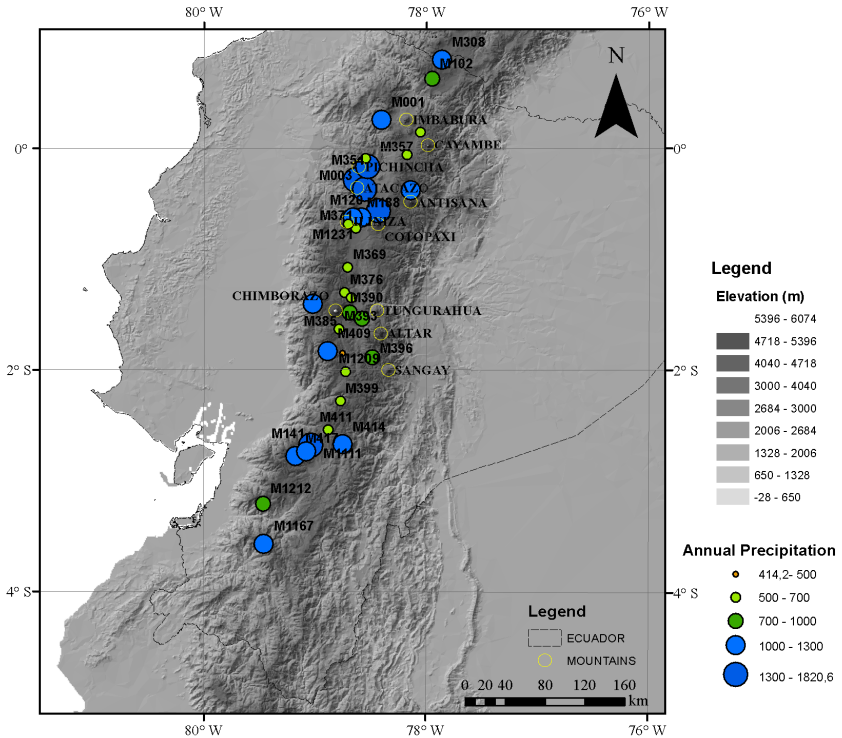 80° W
78° W
76° W
M308
M102
N
M001
IMBABURA
CAYAMBE
0°
0°
M357
M354
PICHINCHA
M003
ATACAZO
M120
M188
ANTISANA
M371
ILINIZA
M1231
COTOPAXI
M369
M376
CHIMBORAZO
M390
TUNGURAHUA
M393
M385
M409
ALTAR
M396
M1209
2° S
2° S
SANGAY
M399
M411
M414
M141
M417
M1111
M1212
M1167
4° S
4° S
Legend
Elevation (m)
5396 - 6074
4718 - 5396
4040 - 4718
3000 - 4040
2684 - 3000
2006 - 2684
1328 - 2006
650 - 1328
-28 - 650
Annual Precipitation
414,2- 500
500 - 700
700 - 1000
1000 - 1300
1300 - 1820,6
Legend
ECUADOR
MOUNTAINS
0 20 40 80 120 160
km
80° W
78° W
76° W